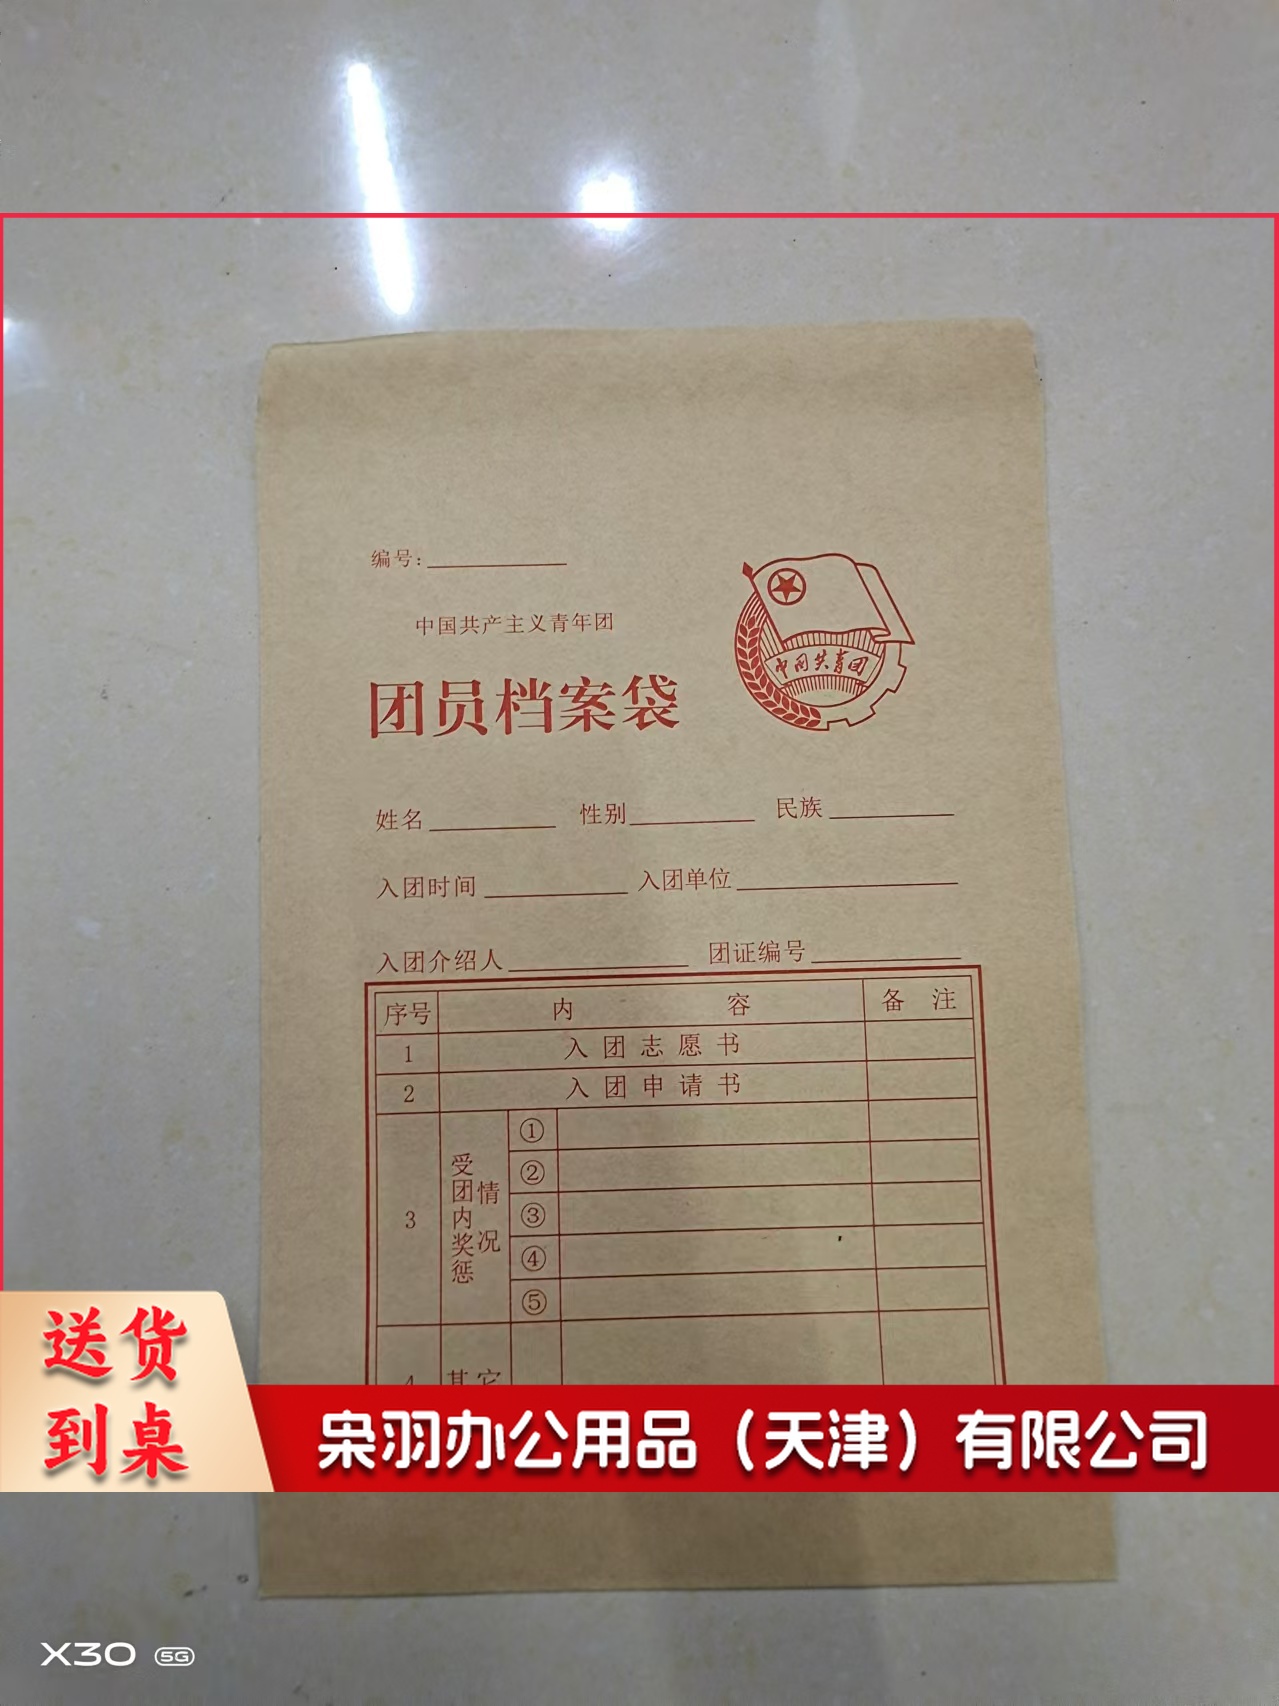 编号：
中国共产主义青年团
团员档案袋
中国共青团
姓名 性别 民族
入团时间 入团单位
入团介绍人 团证编号
序号 内容 备注
1 入团志愿书
2 入团申请书
3 受团内奖惩情况
①
②
③
④
⑤
4 其它
送货
到桌
枭羽办公用品（天津）有限公司
X30 5G